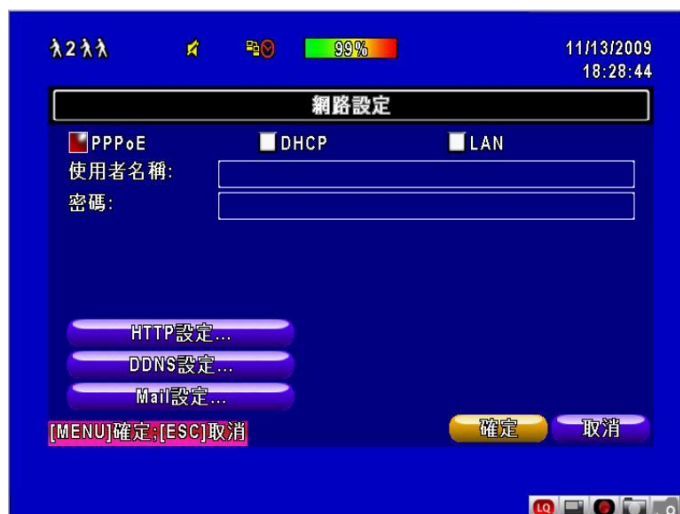 2
99%
11/13/2009
18:28:44
網路設定
PPPoE
DHCP
LAN
使用者名稱:
密碼:
HTTP設定...
DDNS設定...
Mail設定...
[MENU]確定;[ESC]取消
確定
取消
LQ